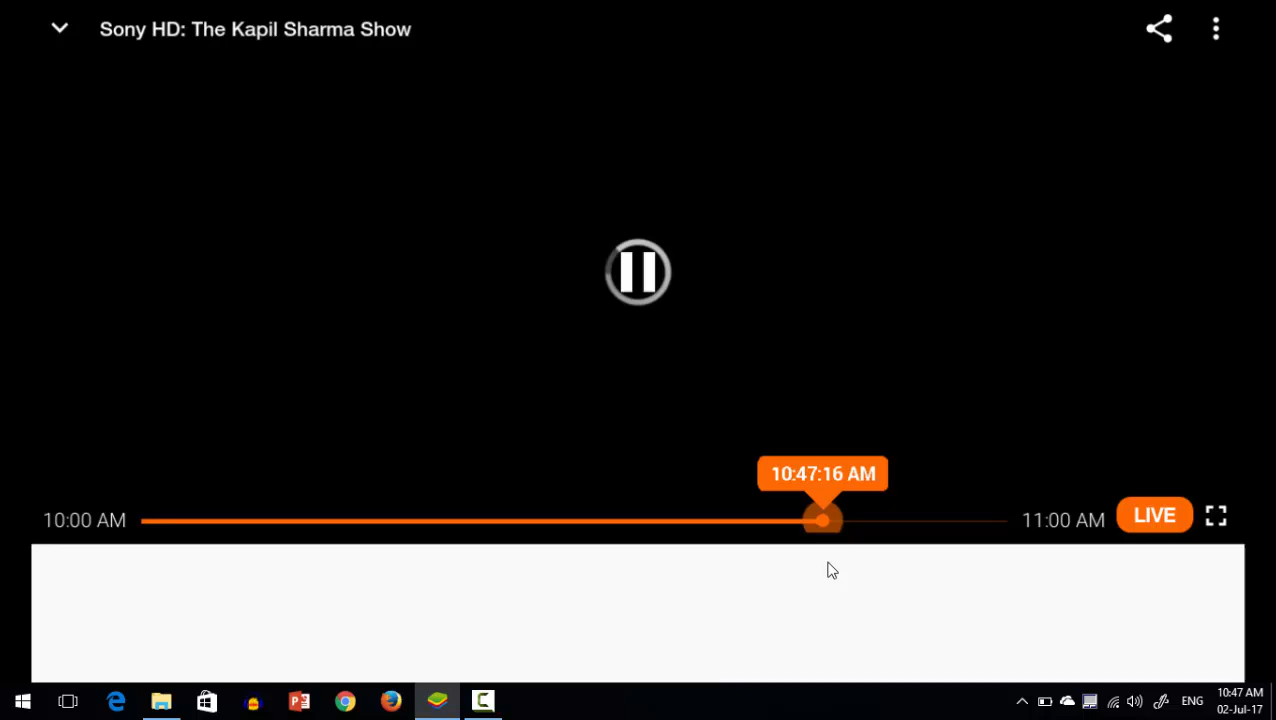 Sony HD: The Kapil Sharma Show
10:47:16 AM
10:00 AM
11:00 AM
LIVE
ENG
10:47 AM
02-Jul-17